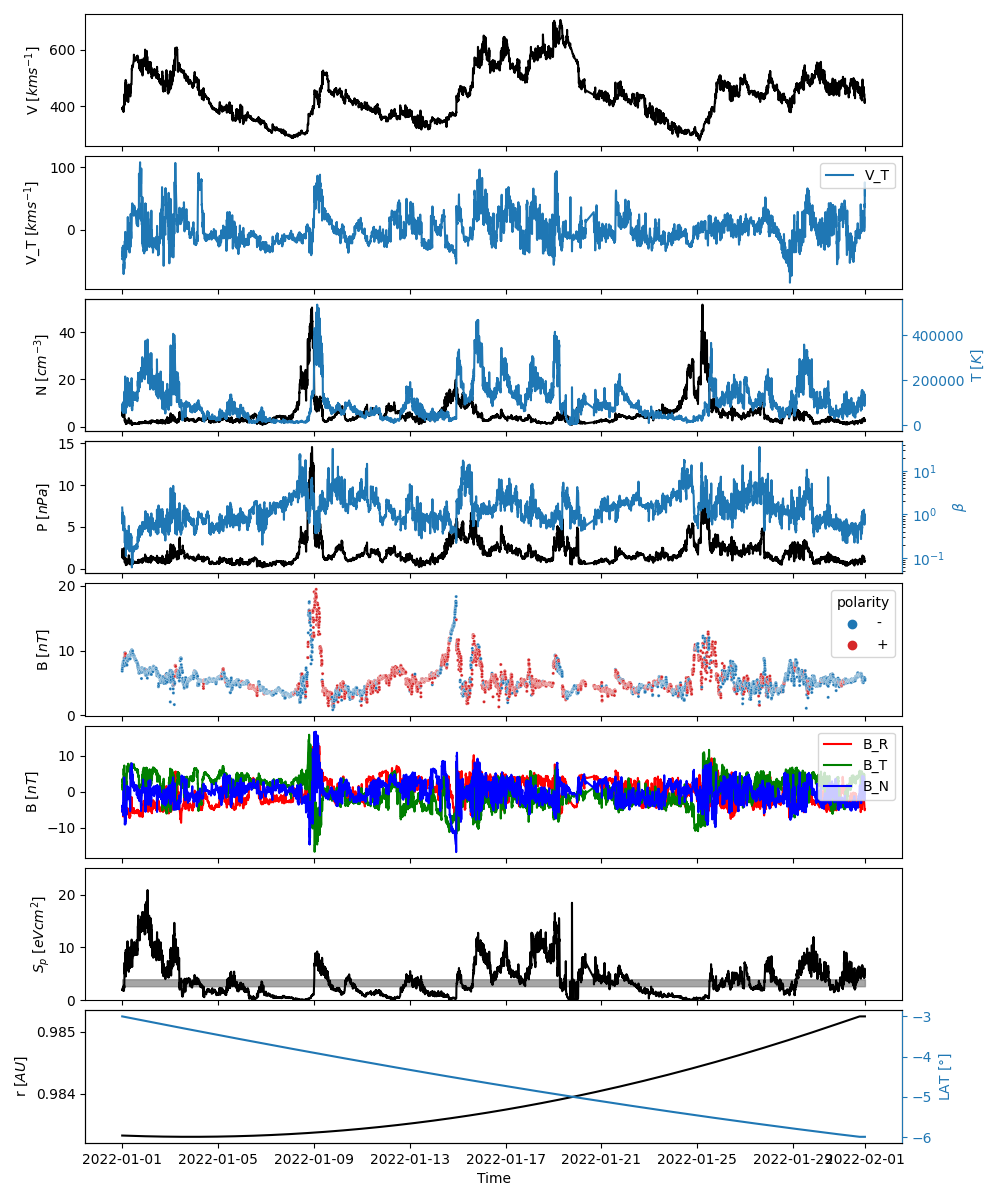 600
400
V [kms⁻¹]
100
0
V_T [kms⁻¹]
V_T
40
20
0
N [cm⁻³]
400000
200000
0
T [K]
15
10
5
0
P [nPa]
10¹
10⁰
10⁻¹
β
20
10
0
B [nT]
polarity
-
+
10
0
−10
B [nT]
B_R
B_T
B_N
20
10
0
Sₚ [eVcm²]
0.985
0.984
r [AU]
−3
−4
−5
−6
LAT [°]
2022-01-01 2022-01-05 2022-01-09 2022-01-13 2022-01-17 2022-01-21 2022-01-25 2022-01-29 2022-02-01
Time